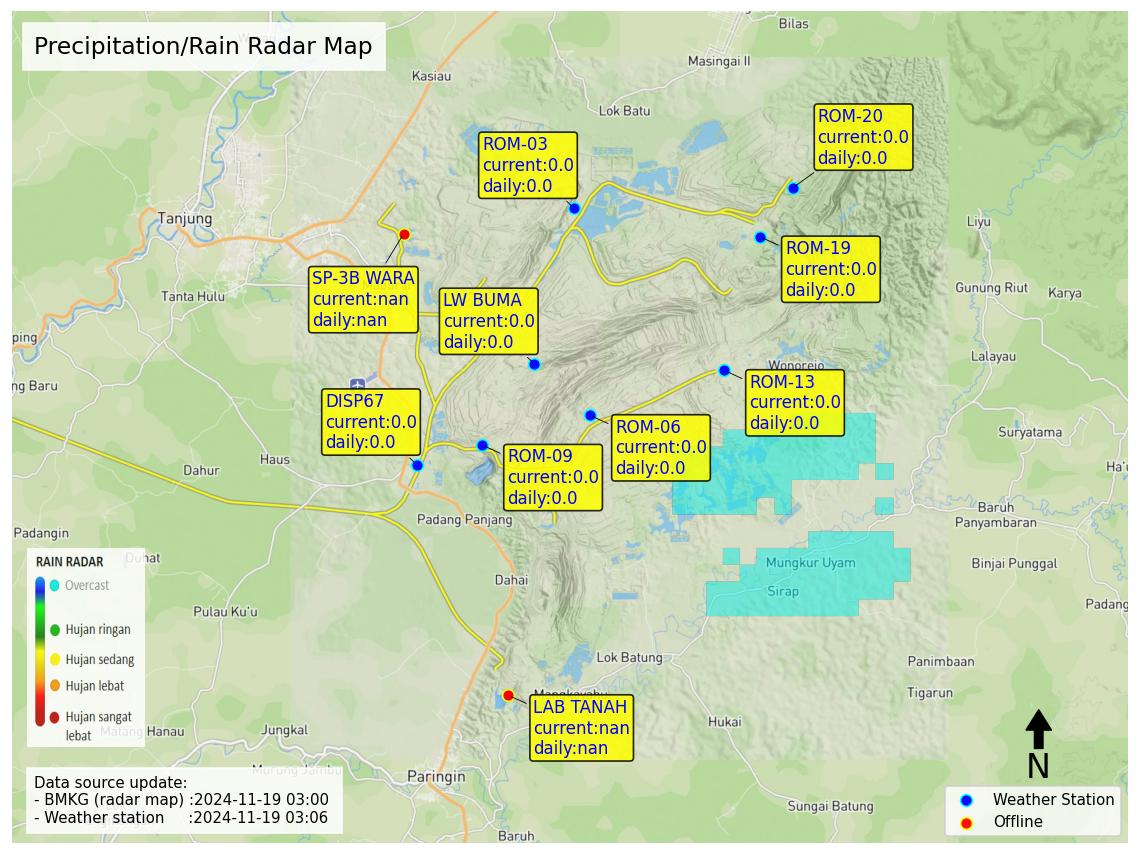 Precipitation/Rain Radar Map
Bilas
Masingai II
Kasiau
Lok Batu
ROM-20
current:0.0
daily:0.0
ROM-03
current:0.0
daily:0.0
Tanjung
Liyu
ROM-19
current:0.0
daily:0.0
SP-3B WARA
current:nan
daily:nan
Tanta Hulu
LW BUMA
current:0.0
daily:0.0
Gunung Riut
Karya
ping
Lalayau
Wonorejo
ng Baru
ROM-13
current:0.0
daily:0.0
DISP67
current:0.0
daily:0.0
ROM-06
current:0.0
daily:0.0
Suryatama
ROM-09
current:0.0
daily:0.0
Haus
Dahur
Ha'u
Baruh
Panyambaran
Padang Panjang
Padangin
Duhat
Mungkur Uyam
Binjai Punggal
Dahai
Sirap
Padang
Pulau Ku'u
RAIN RADAR
Overcast
Hujan ringan
Hujan sedang
Hujan lebat
Hujan sangat
lebat
Lok Batung
Panimbaan
Tigarun
LAB TANAH
current:nan
daily:nan
Hukai
Matang Hanau
Jungkal
Paringin
Sungai Batung
Baruh
Data source update:
- BMKG (radar map) :2024-11-19 03:00
- Weather station :2024-11-19 03:06
N
Weather Station
Offline